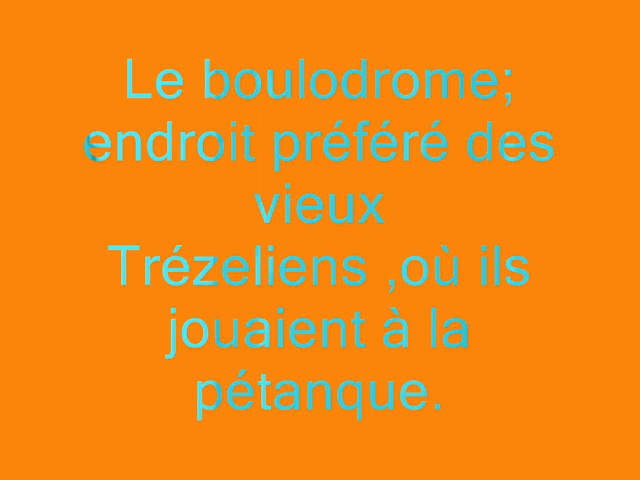 Le boulodrome;
endroit préféré des
vieux
Trézeliens ,où ils
jouaient à la
pétanque.